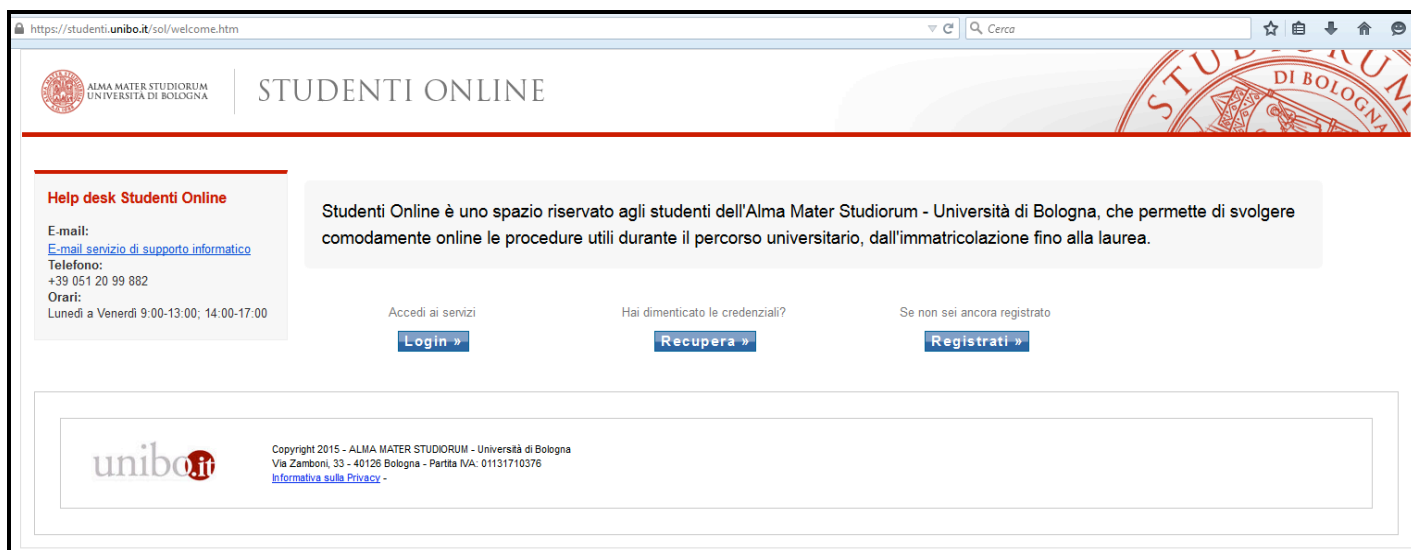 https://studenti.unibo.it/sol/welcome.htm
Cerca
ALMA MATER STUDIORUM
UNIVERSITÀ DI BOLOGNA
STUDENTI ONLINE
STUDIORUM
DI BOLOGNA
Help desk Studenti Online
E-mail:
E-mail servizio di supporto informatico
Telefono:
+39 051 20 99 882
Orari:
Lunedì a Venerdì 9:00-13:00; 14:00-17:00
Studenti Online è uno spazio riservato agli studenti dell'Alma Mater Studiorum - Università di Bologna, che permette di svolgere
comodamente online le procedure utili durante il percorso universitario, dall'immatricolazione fino alla laurea.
Accedi ai servizi
Hai dimenticato le credenziali?
Se non sei ancora registrato
Login »
Recupera »
Registrati »
unibo.it
Copyright 2015 - ALMA MATER STUDIORUM - Università di Bologna
Via Zamboni, 33 - 40126 Bologna - Partita IVA: 01131710376
Informativa sulla Privacy -